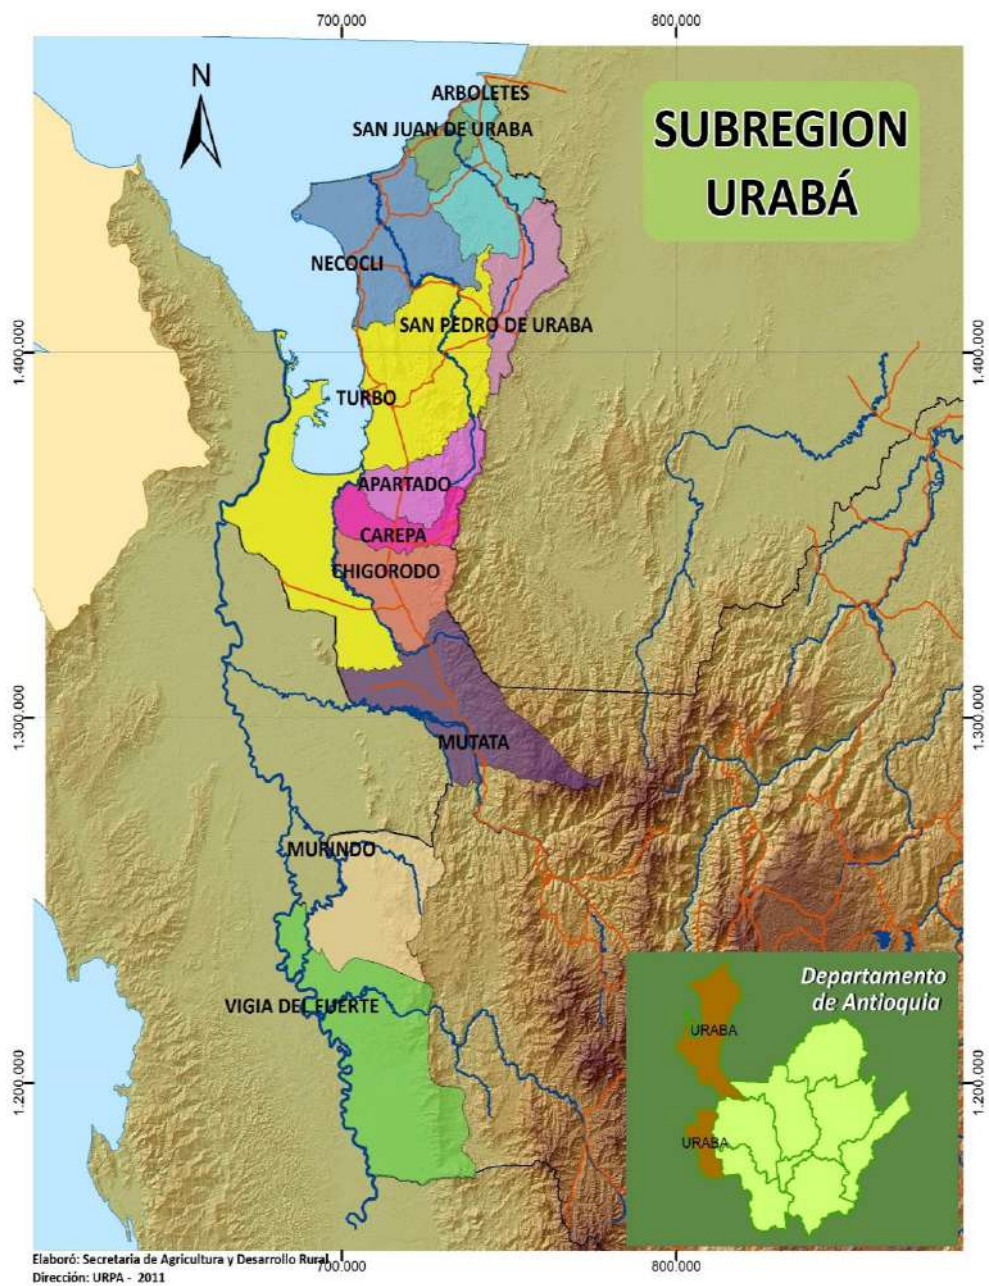 700.000
800.000
N
SUBREGION
URABÁ
ARBOLETES
SAN JUAN DE URABA
NECOCLI
SAN PEDRO DE URABA
1.400.000
1.400.000
TURBO
APARTADO
CAREPA
CHIGORODO
1.300.000
1.300.000
MUTATA
MURINDO
VIGIA DEL FUERTE
Departamento
de Antioquia
URABA
URABA
1.200.000
1.200.000
Elaboró: Secretaria de Agricultura y Desarrollo Rural
Dirección: URPA - 2011
700.000
800.000